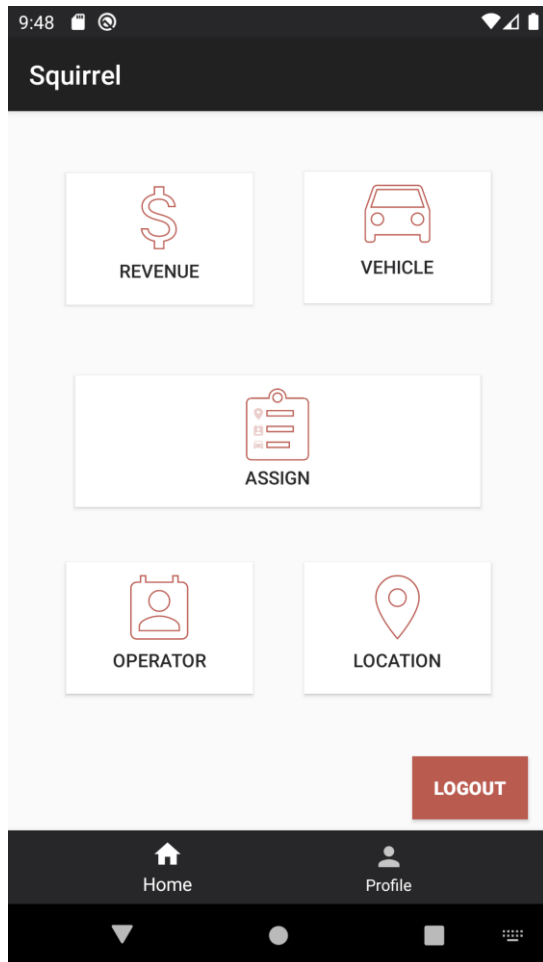 9:48
Squirrel
$
REVENUE
VEHICLE
ASSIGN
OPERATOR
LOCATION
LOGOUT
Home
Profile